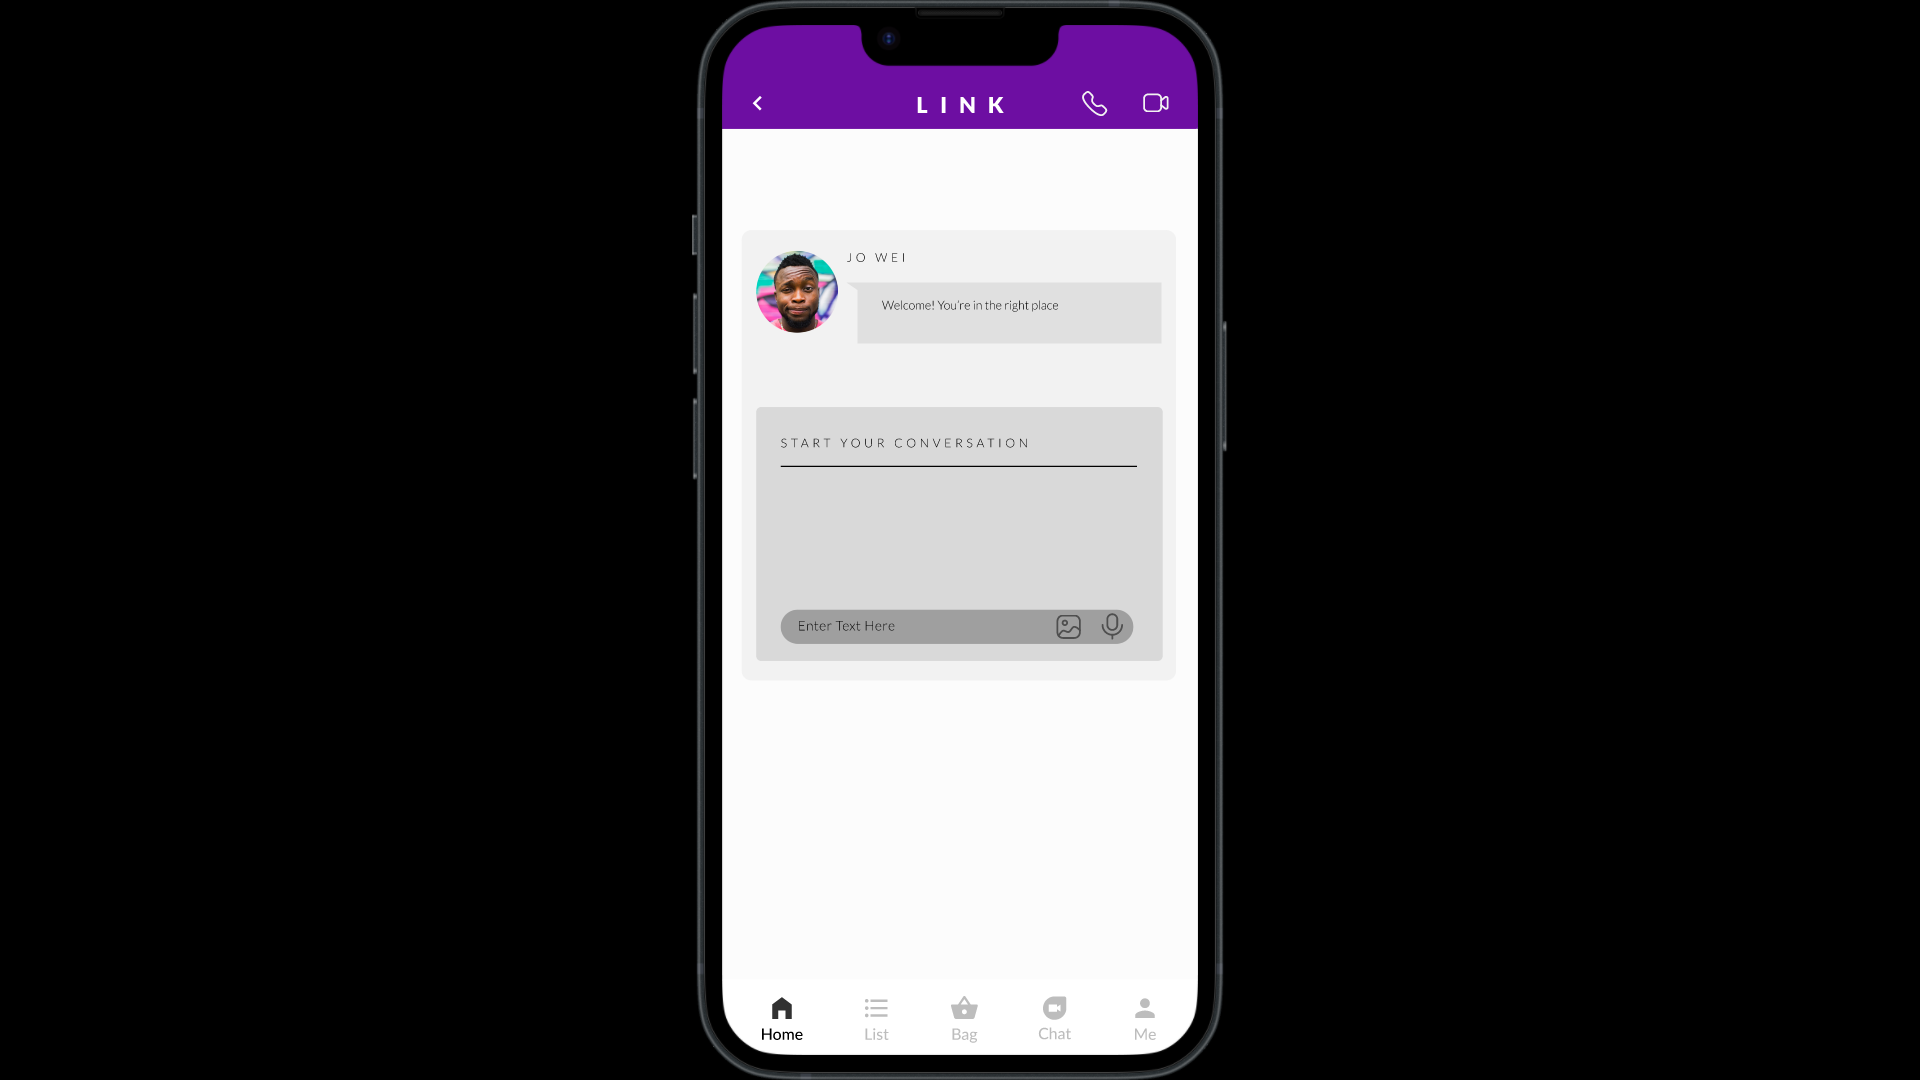 LINK
JO WEI
Welcome! You're in the right place
START YOUR CONVERSATION
Enter Text Here
Home List Bag Chat Me